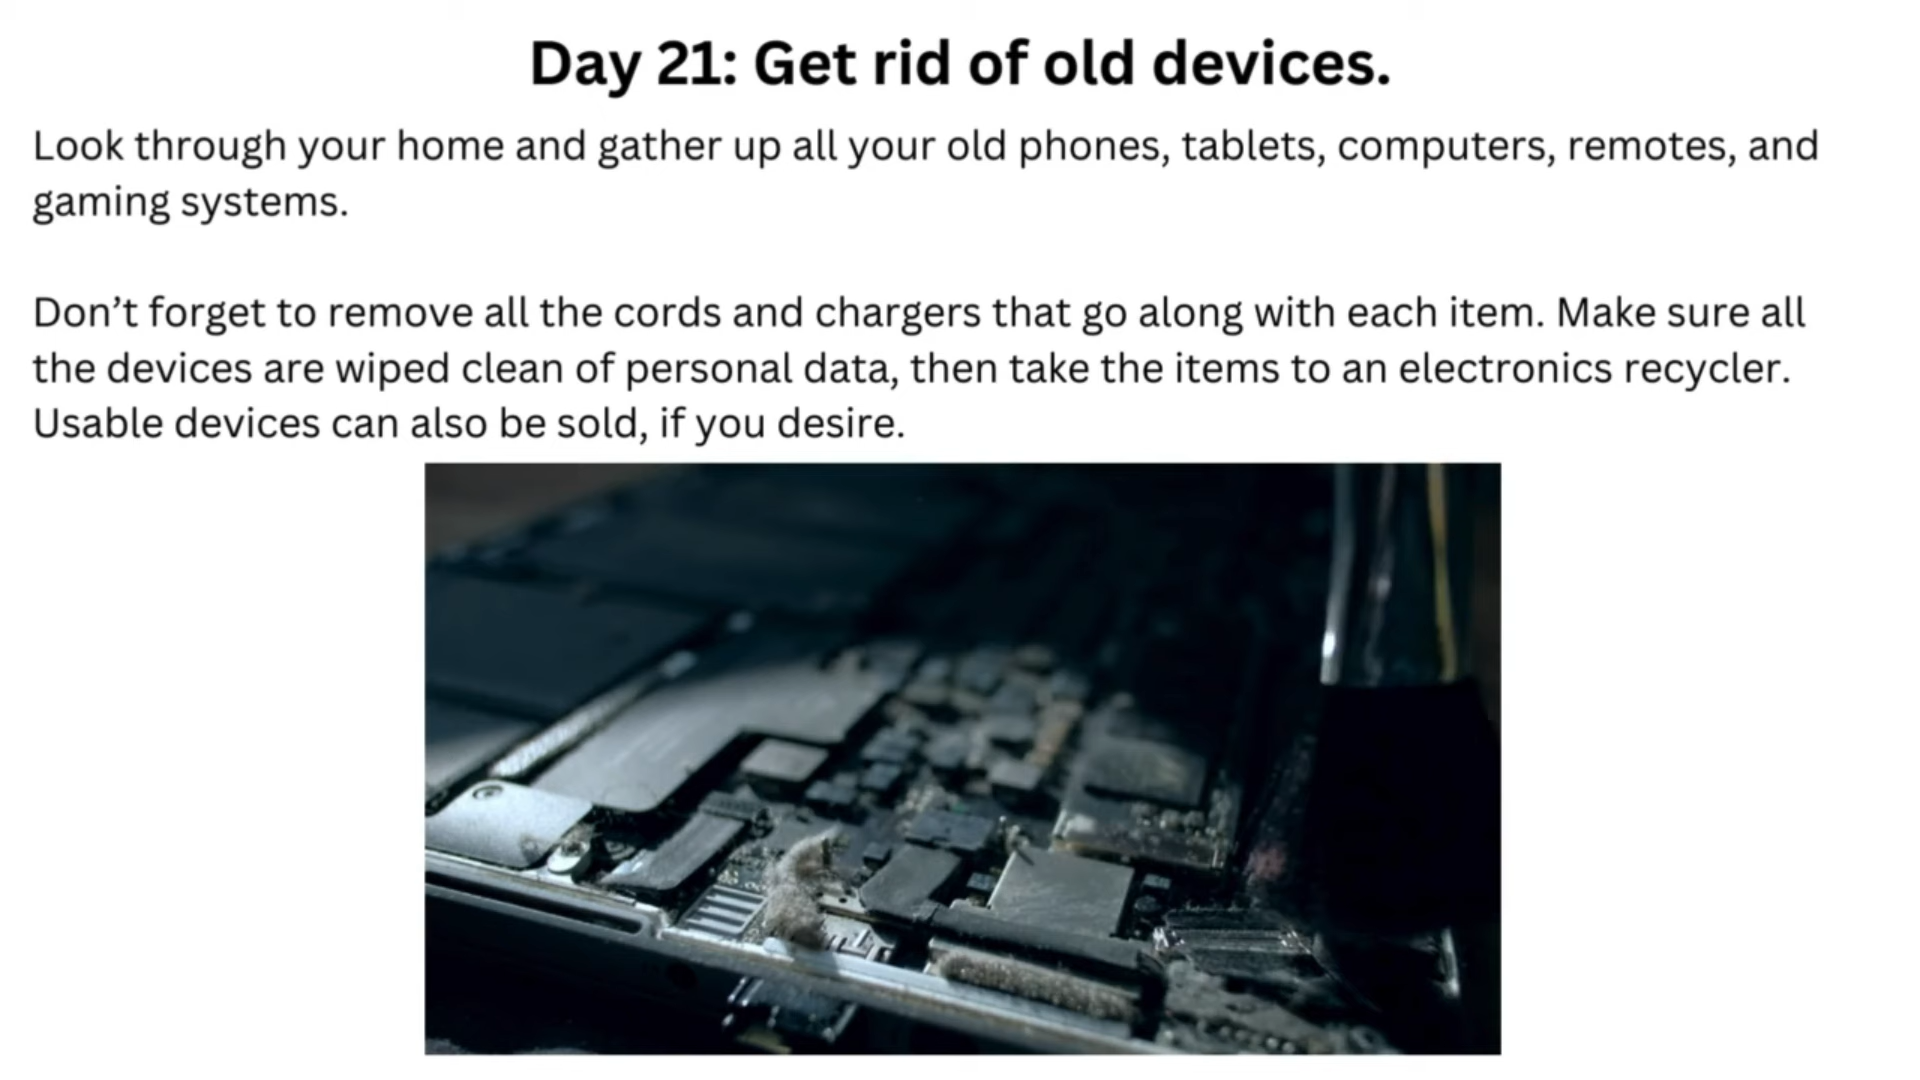 Day 21: Get rid of old devices.
Look through your home and gather up all your old phones, tablets, computers, remotes, and
gaming systems.
Don’t forget to remove all the cords and chargers that go along with each item. Make sure all
the devices are wiped clean of personal data, then take the items to an electronics recycler.
Usable devices can also be sold, if you desire.